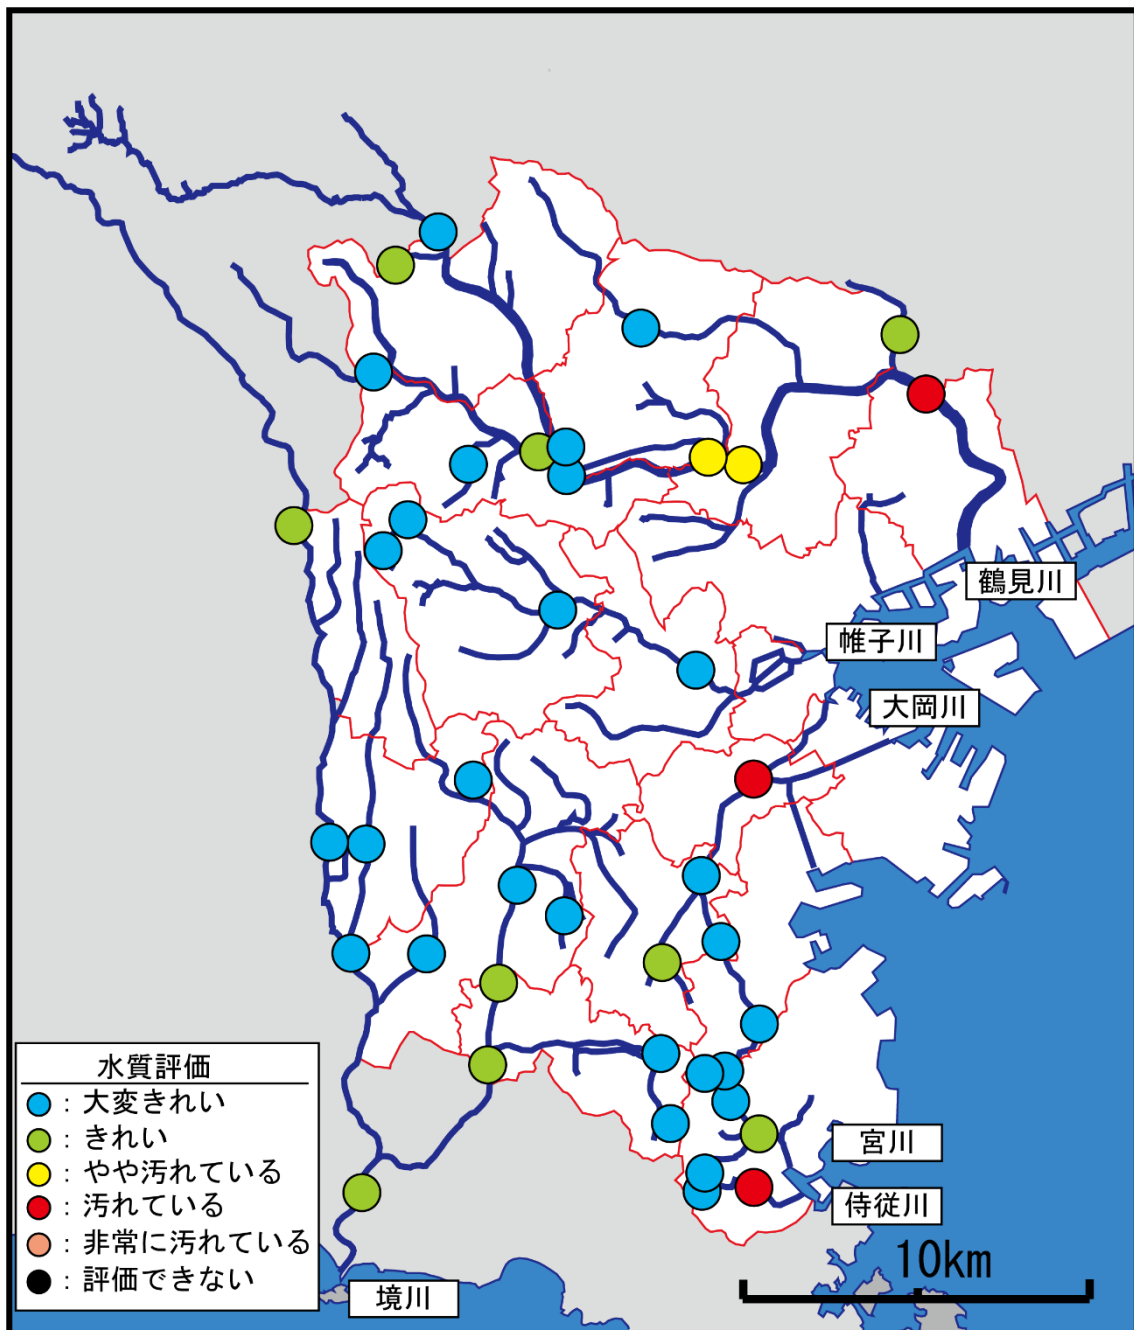 鶴見川
帷子川
大岡川
水質評価
：大変きれい
：きれい
：やや汚れている
：汚れている
：非常に汚れている
：評価できない
宮川
侍従川
10km
境川